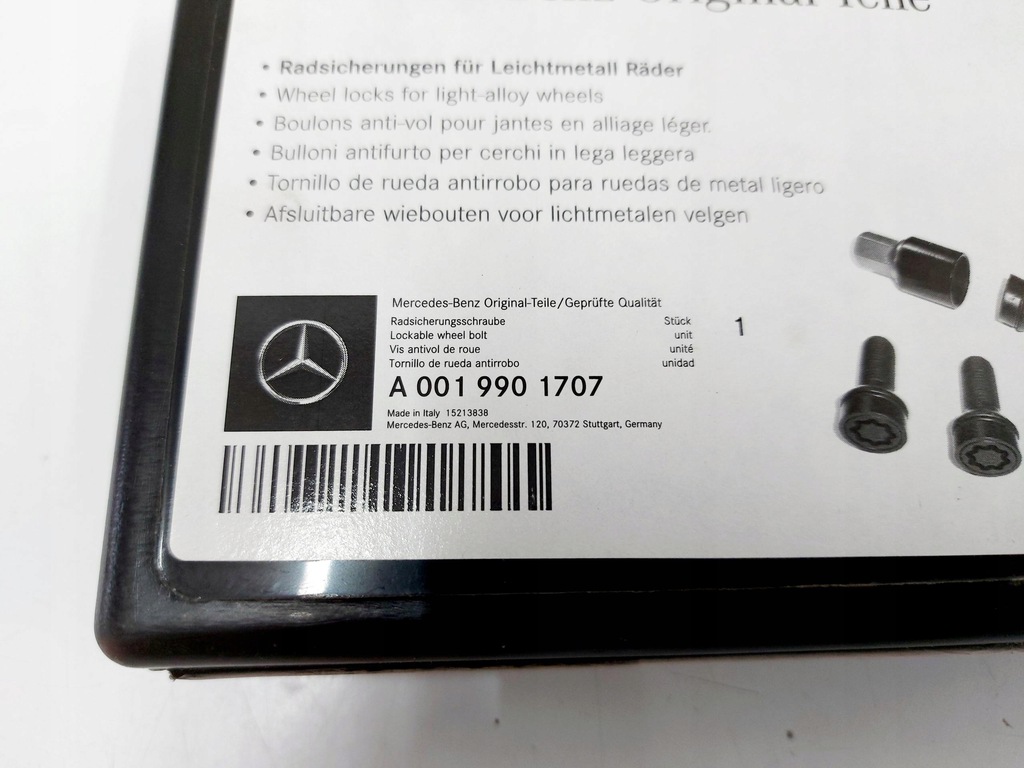 Original Teile
• Radsicherungen für Leichtmetall Räder
• Wheel locks for light-alloy wheels
• Boulons anti-vol pour jantes en alliage léger.
• Bulloni antifurto per cerchi in lega leggera
• Tornillo de rueda antirrobo para ruedas de metal ligero
• Afsluitbare wiebouten voor lichtmetalen velgen
Mercedes-Benz Original-Teile/Geprüfte Qualität
Radsicherungsschraube Stück 1
Lockable wheel bolt unit
Vis antivol de roue unité
Tornillo de rueda antirrobo unidad
A 001 990 1707
Made in Italy 15213838
Mercedes-Benz AG, Mercedesstr. 120, 70372 Stuttgart, Germany